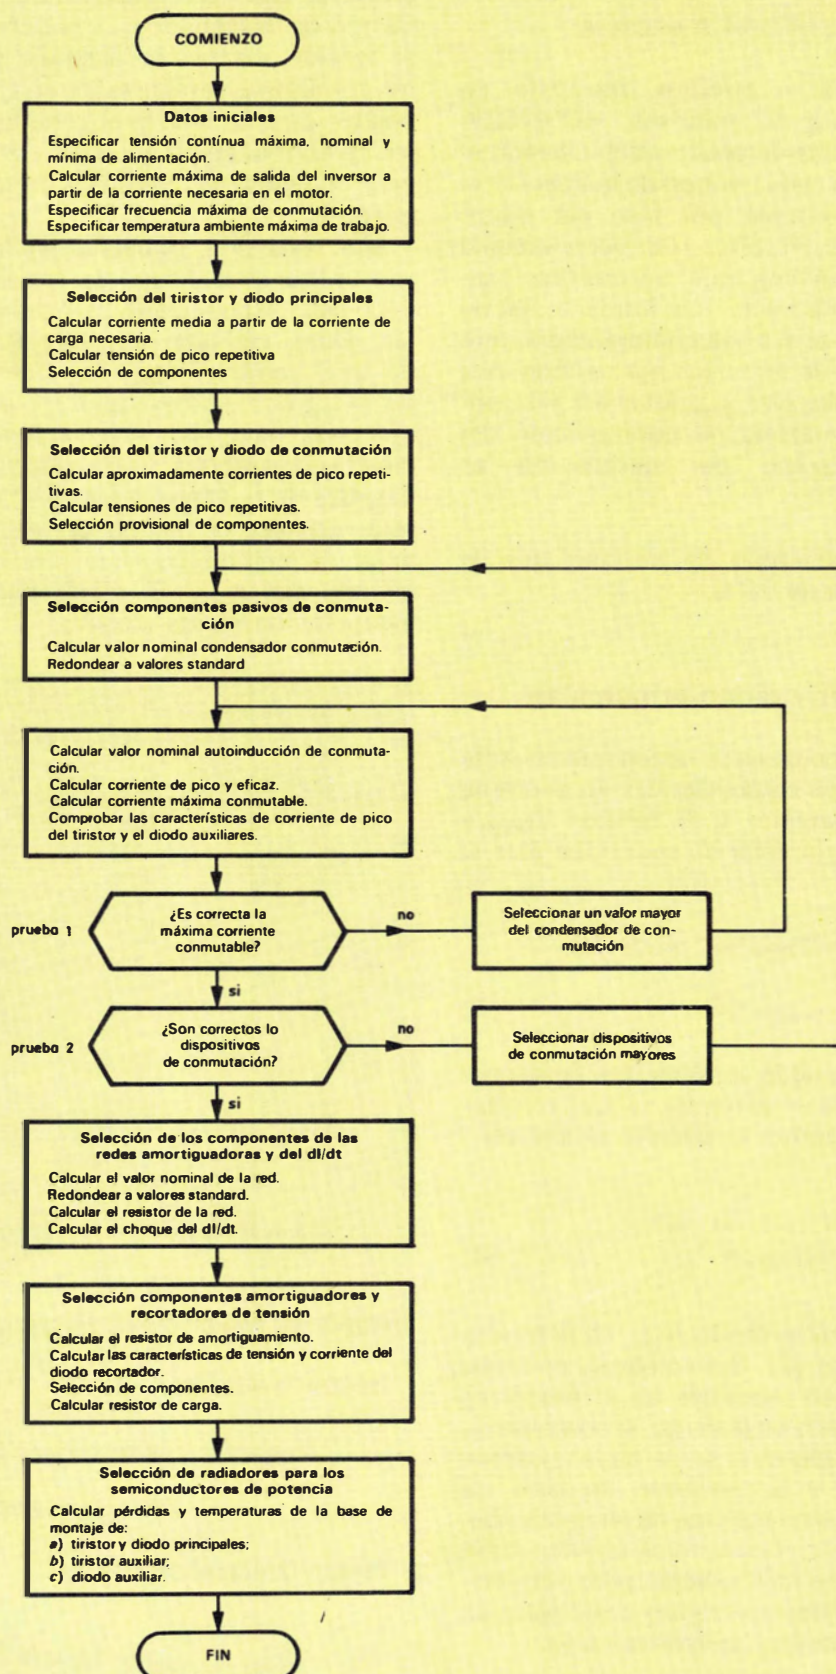 COMIENZO
Datos iniciales
Especificar tensión contínua máxima, nominal y
mínima de alimentación.
Calcular corriente máxima de salida del inversor a
partir de la corriente necesaria en el motor.
Especificar frecuencia máxima de conmutación.
Especificar temperatura ambiente máxima de trabajo.
Selección del tiristor y diodo principales
Calcular corriente media a partir de la corriente de
carga necesaria.
Calcular tensión de pico repetitiva
Selección de componentes
Selección del tiristor y diodo de conmutación
Calcular aproximadamente corrientes de pico repeti-
tivas.
Calcular tensiones de pico repetitivas.
Selección provisional de componentes.
Selección componentes pasivos de conmuta-
ción
Calcular valor nominal condensador conmutación.
Redondear a valores standard
Calcular valor nominal autoinducción de conmuta-
ción.
Calcular corriente de pico y eficaz.
Calcular corriente máxima conmutable.
Comprobar las características de corriente de pico
del tiristor y el diodo auxiliares.
prueba 1
¿Es correcta la
máxima corriente
conmutable?
no
Seleccionar un valor mayor
del condensador de con-
mutación
si
prueba 2
¿Son correctos lo
dispositivos
de conmutación?
no
Seleccionar dispositivos
de conmutación mayores
si
Selección de los componentes de las
redes amortiguadoras y del dI/dt
Calcular el valor nominal de la red.
Redondear a valores standard.
Calcular el resistor de la red.
Calcular el choque del dI/dt.
Selección componentes amortiguadores y
recortadores de tensión
Calcular el resistor de amortiguamiento.
Calcular las características de tensión y corriente del
diodo recortador.
Selección de componentes.
Calcular resistor de carga.
Selección de radiadores para los
semiconductores de potencia
Calcular pérdidas y temperaturas de la base de
montaje de:
a) tiristor y diodo principales;
b) tiristor auxiliar;
c) diodo auxiliar.
FIN